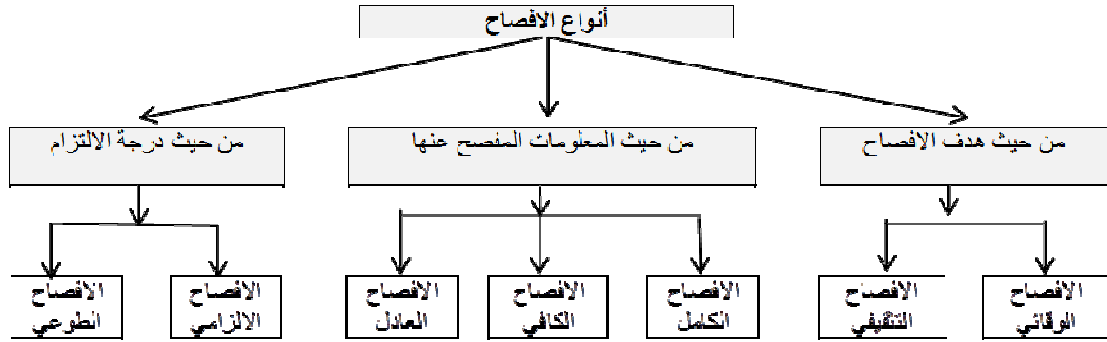 أنواع الافصاح
من حيث هدف الافصاح
من حيث المعلومات المفصح عنها
من حيث درجة الالتزام
الافصاح
الوقائي
الافصاح
التثقيفي
الافصاح
الكامل
الافصاح
الكافي
الافصاح
العادل
الافصاح
الالزامي
الافصاح
الطوعي